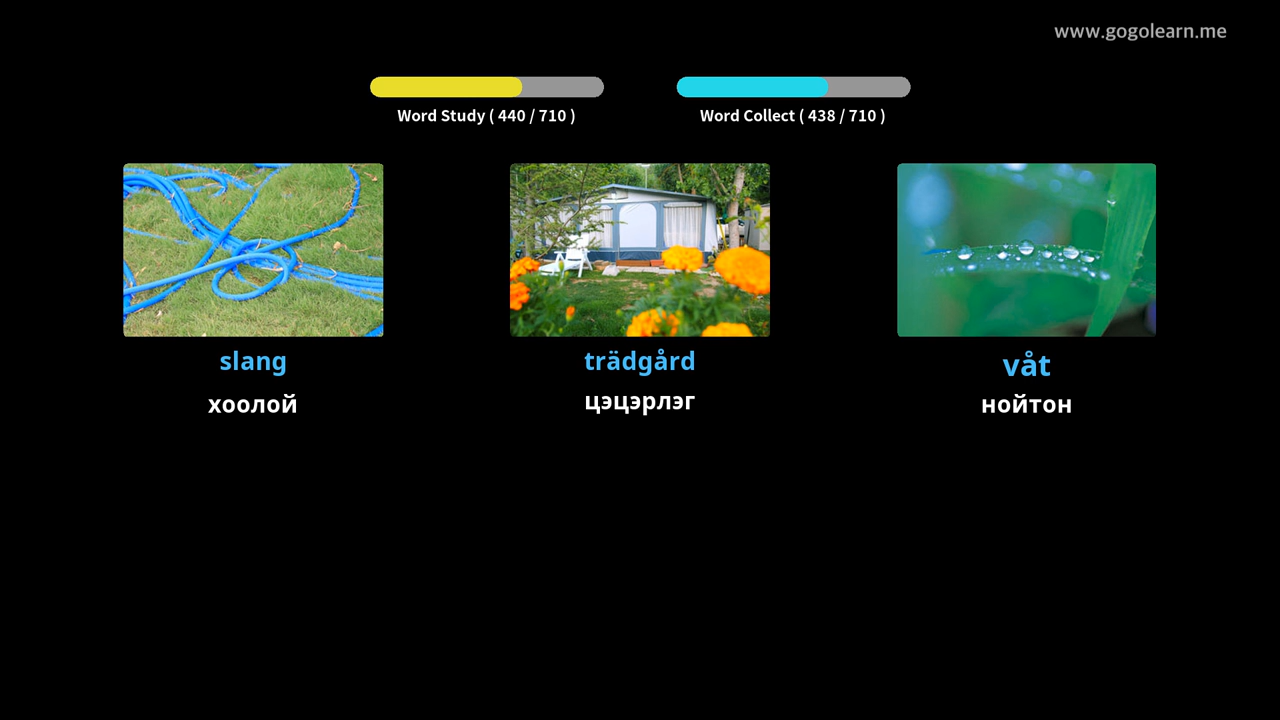 www.gogolearn.me
Word Study ( 440 / 710 )
Word Collect ( 438 / 710 )
slang
хоолой
trädgård
цэцэрлэг
våt
нойтон